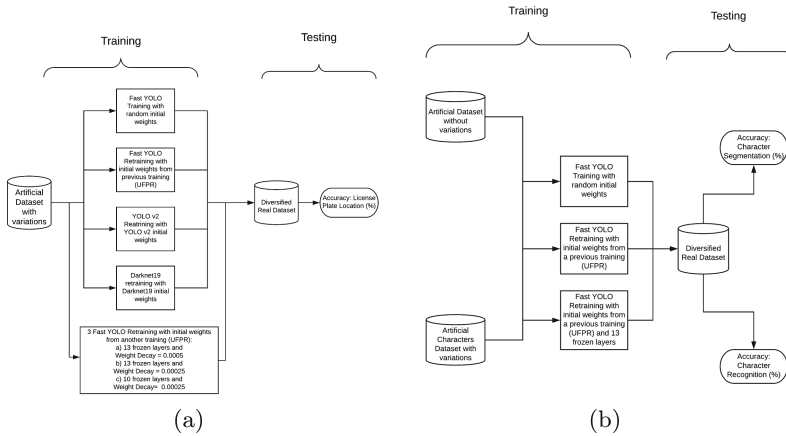 Training
Testing
Artificial
Dataset
with
variations
Fast YOLO
Training with
random initial
weights
Fast YOLO
Retraining with
initial weights from
previous training
(UFPR)
YOLO v2
Reatrining with
YOLO v2 initial
weights
Darknet19
retraining with
Darknet19 initial
weights
3 Fast YOLO Retraining with initial weights
from another training (UFPR):
a) 13 frozen layers and
Weight Decay = 0.0005
b) 13 frozen layers and
Weight Decay = 0.00025
c) 10 frozen layers and
Weight Decay= 0.00025
Diversified
Real Dataset
Accuracy: License
Plate Location (%)
(a)
Training
Testing
Artificial Dataset
without
variations
Artificial
Characters
Dataset with
variations
Fast YOLO
Training with
random initial
weights
Fast YOLO
Retraining with
initial weights from
a previous training
(UFPR)
Fast YOLO
Retraining with
initial weights from
a previous training
(UFPR) and 13
frozen layers
Diversified
Real Dataset
Accuracy:
Character
Segmentation (%)
Accuracy:
Character
Recognition (%)
(b)